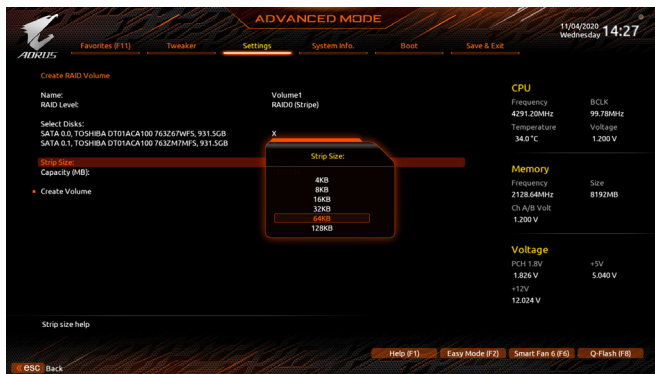 ADVANCED MODE
11/04/2020 Wednesday 14:27
AORUS
Favorites (F11) Tweaker Settings System Info. Boot Save & Exit
Create RAID Volume
Name: Volume1
RAID Level: RAID0 (Stripe)
Select Disks:
SATA 0.0, TOSHIBA DT01ACA100 763Z67WFS, 931.5GB X
SATA 0.1, TOSHIBA DT01ACA100 763ZM7MFS, 931.5GB
Strip Size:
Capacity (MB):
Create Volume
Strip Size:
4KB
8KB
16KB
32KB
64KB
128KB
CPU
Frequency BCLK
4291.20MHz 99.78MHz
Temperature Voltage
34.0 °C 1.200 V
Memory
Frequency Size
2128.64MHz 8192MB
Ch A/B Volt
1.200 V
Voltage
PCH 1.8V +5V
1.826 V 5.040 V
+12V
12.024 V
Strip size help
Help (F1) Easy Mode (F2) Smart Fan 6 (F6) Q-Flash (F8)
esc Back